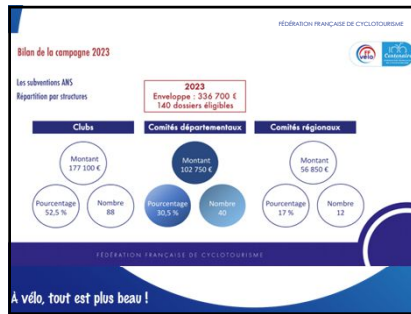 FÉDÉRATION FRANÇAISE DE CYCLOTOURISME
Bilan de la campagne 2023
ffvélo
Centenaire
Les subventions ANS
Répartition par structures
2023
Enveloppe : 336 700 €
140 dossiers éligibles
Clubs
Comités départementaux
Comités régionaux
Montant
177 100 €
Montant
102 750 €
Montant
56 850 €
Pourcentage
52,5 %
Nombre
88
Pourcentage
30,5 %
Nombre
40
Pourcentage
17 %
Nombre
12
FÉDÉRATION FRANÇAISE DE CYCLOTOURISME
À vélo, tout est plus beau !